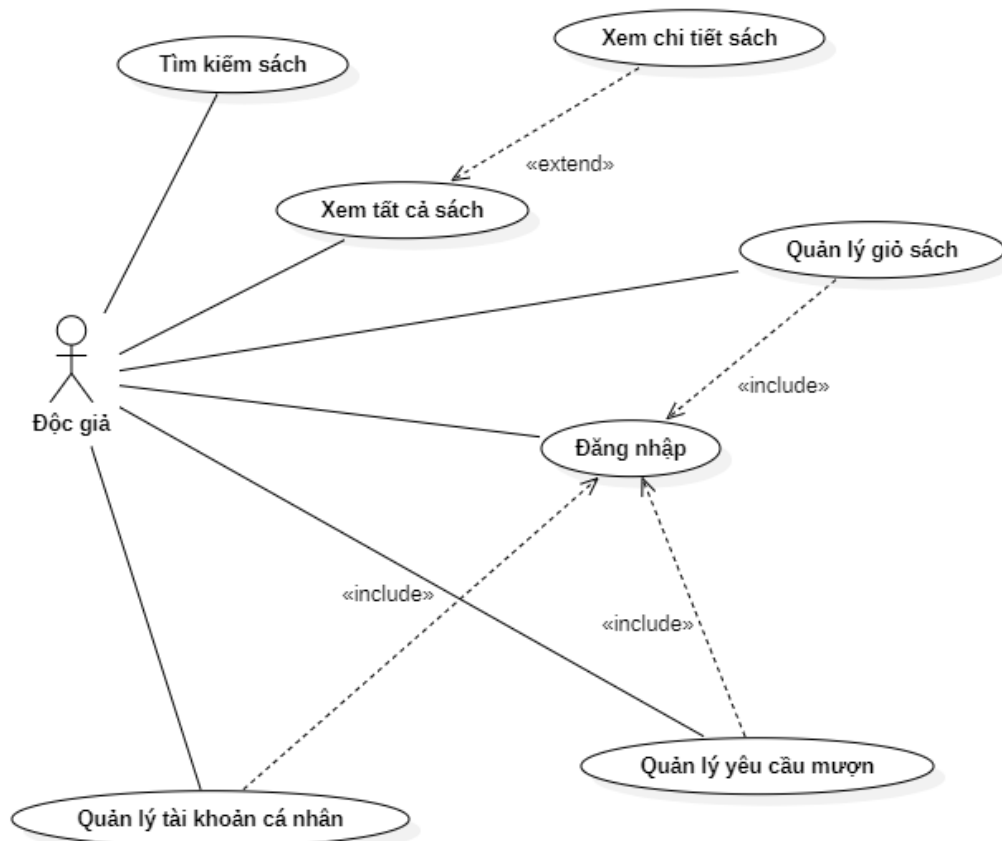 Xem chi tiết sách
Tìm kiếm sách
«extend»
Xem tất cả sách
Quản lý giỏ sách
«include»
Độc giả
Đăng nhập
«include»
«include»
Quản lý yêu cầu mượn
Quản lý tài khoản cá nhân